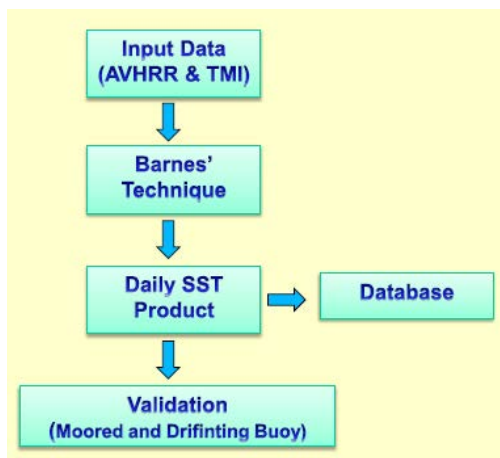 Input Data
(AVHRR & TMI)
Barnes’
Technique
Daily SST
Product
Database
Validation
(Moored and Drifinting Buoy)